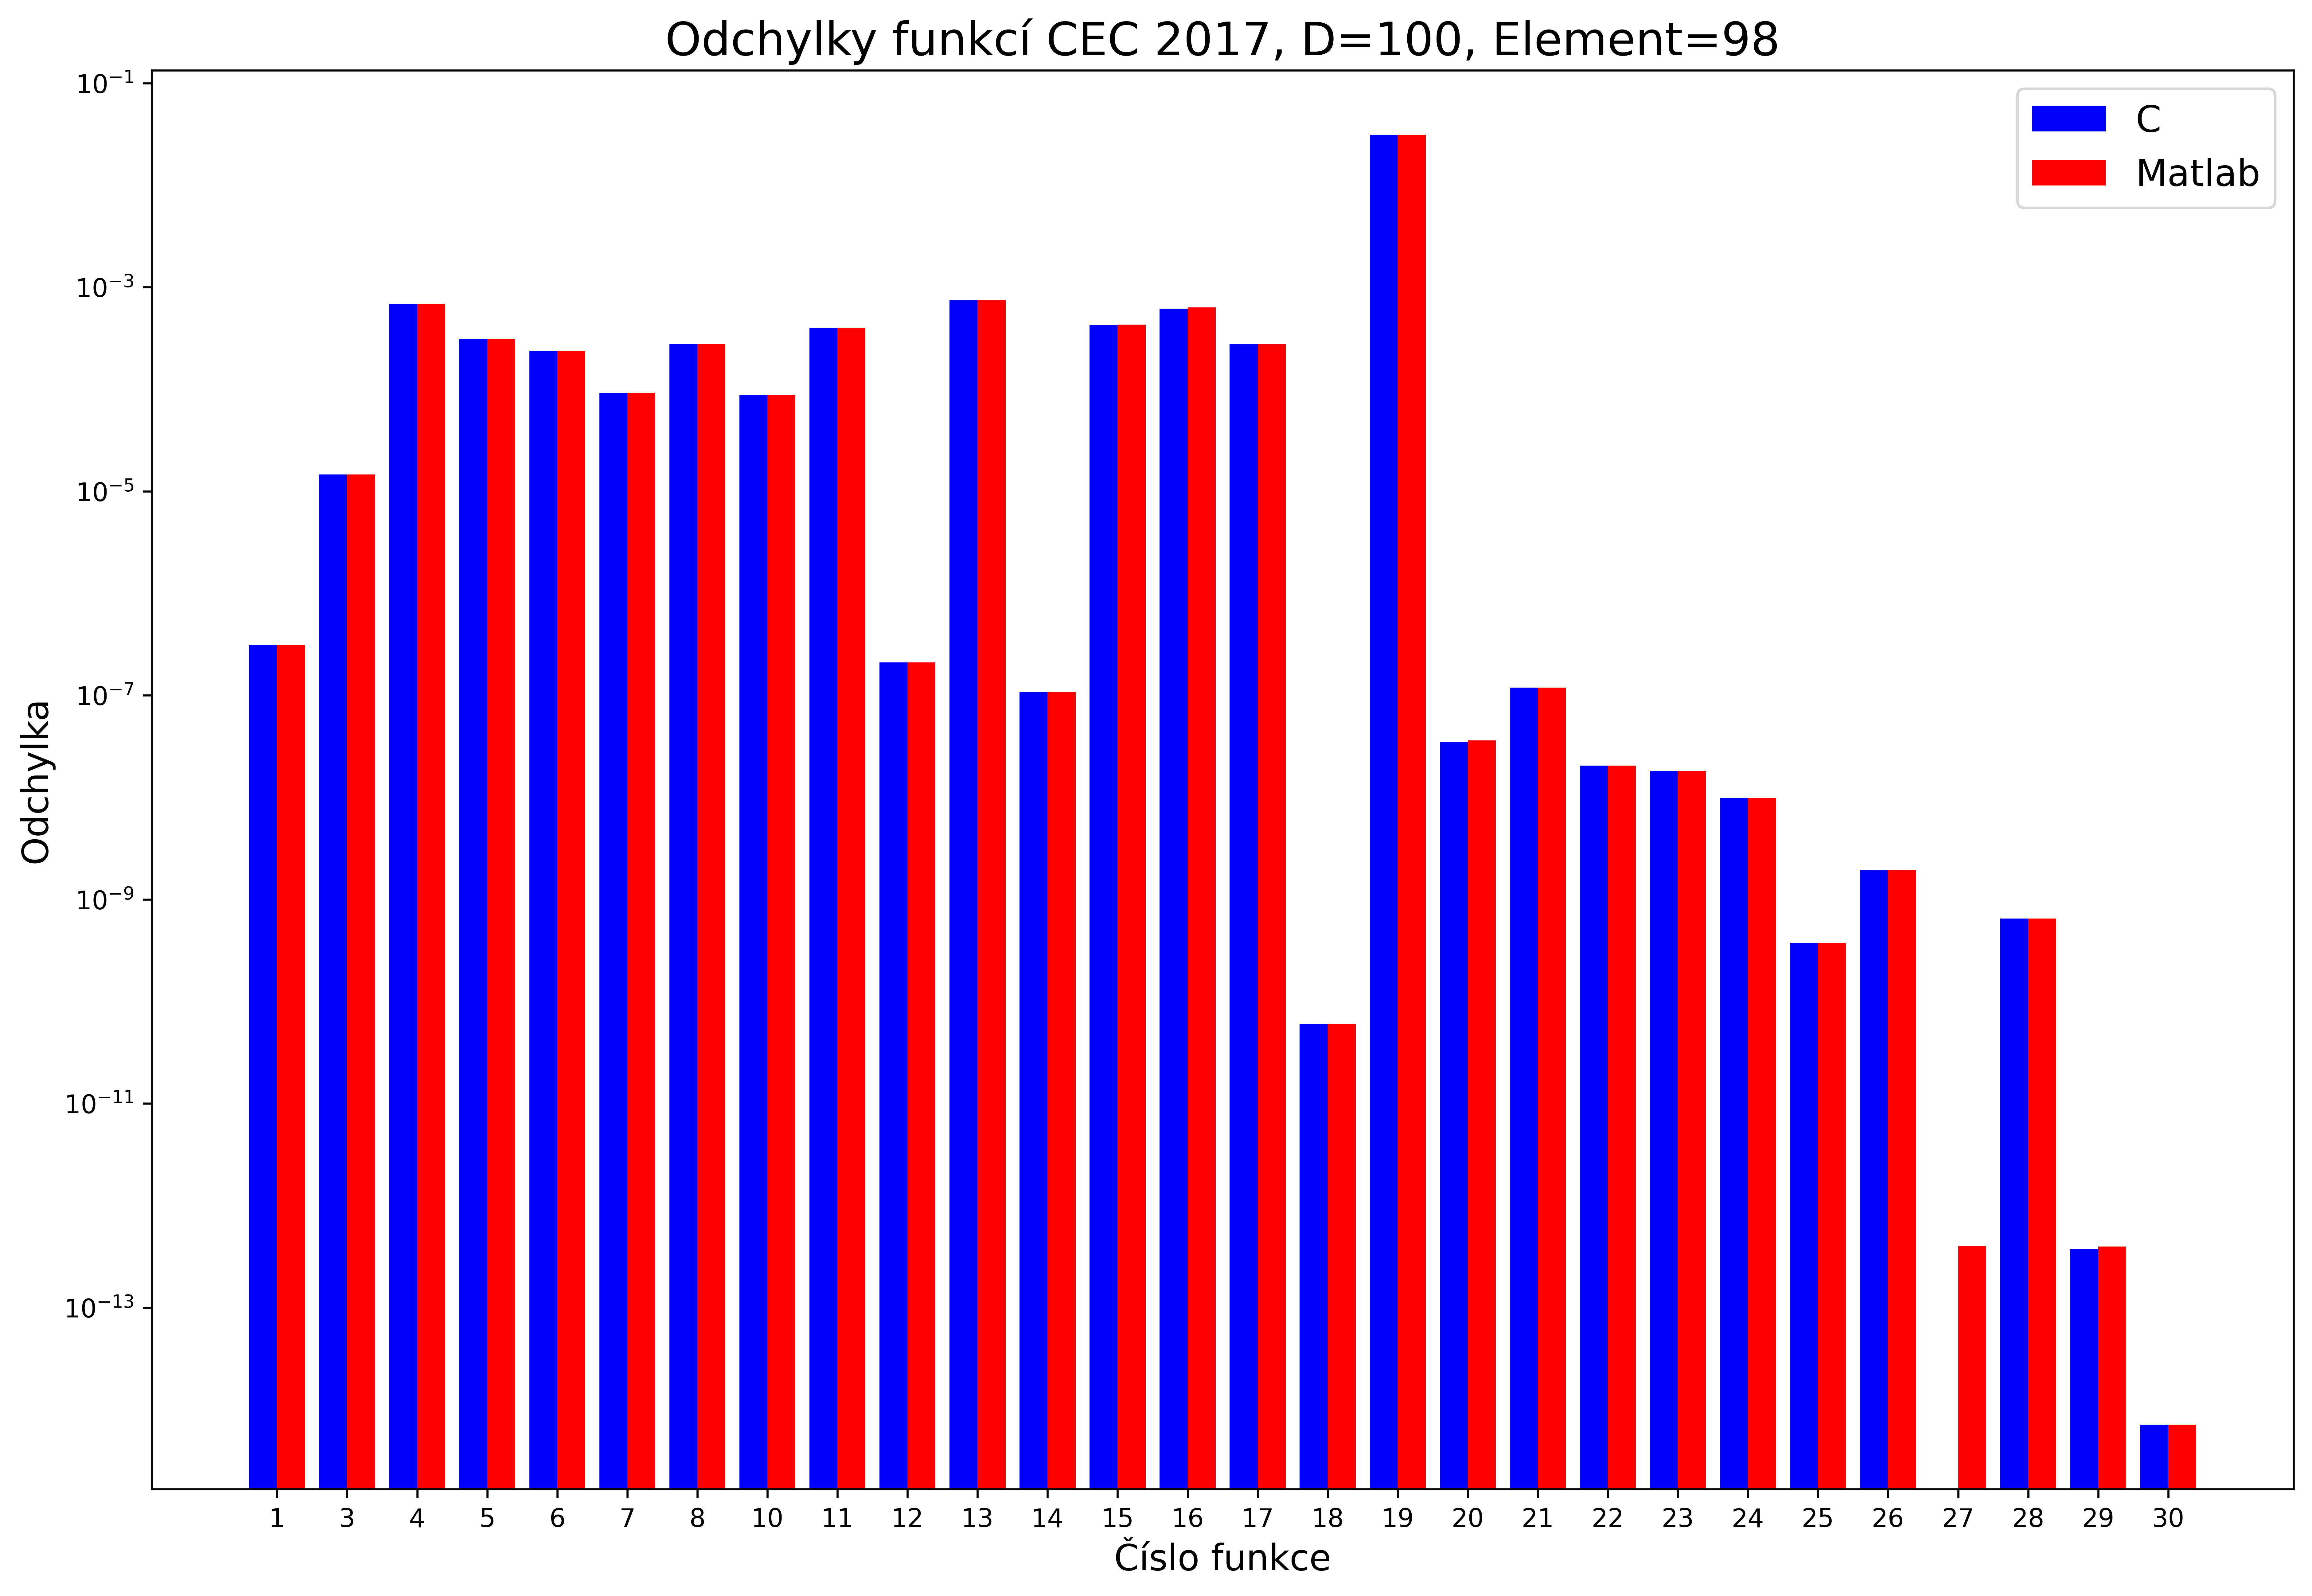 Odchylky funkcí CEC 2017, D=100, Element=98
C
Matlab
10⁻¹
10⁻³
10⁻⁵
10⁻⁷
10⁻⁹
10⁻¹¹
10⁻¹³
Odchylka
1 3 4 5 6 7 8 10 11 12 13 14 15 16 17 18 19 20 21 22 23 24 25 26 27 28 29 30
Číslo funkce